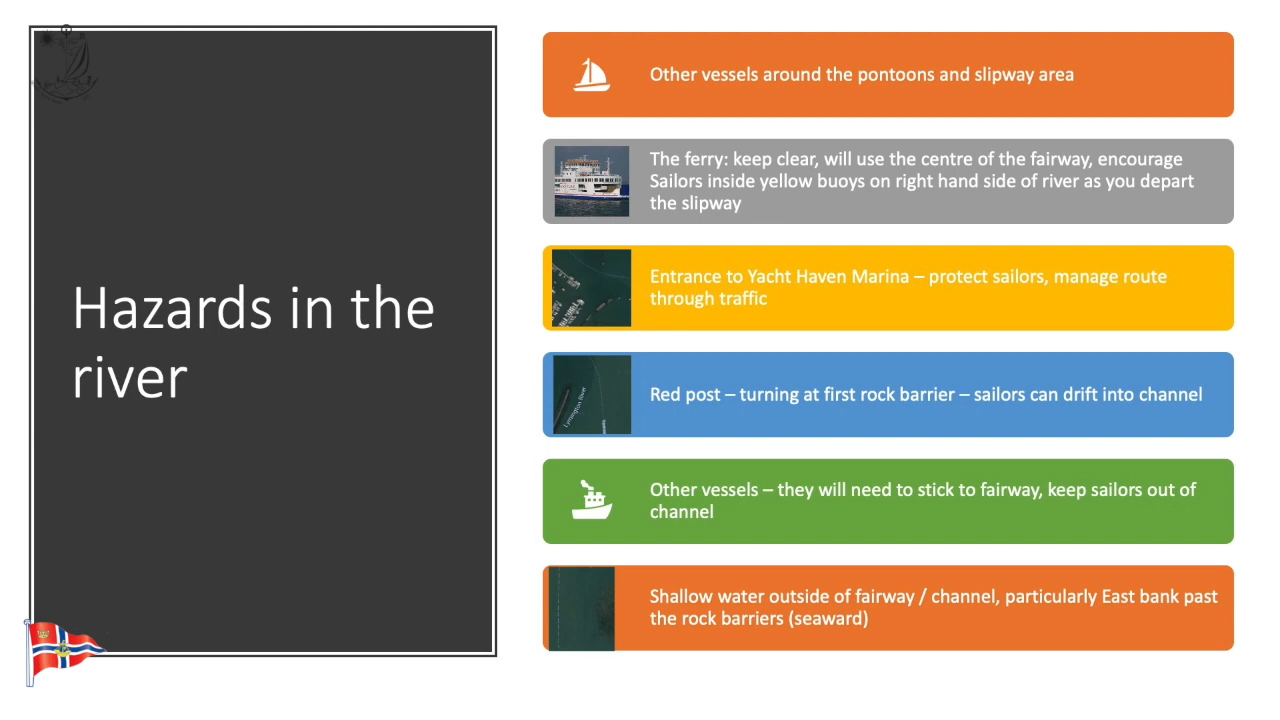 Hazards in the
river
Other vessels around the pontoons and slipway area
The ferry: keep clear, will use the centre of the fairway, encourage
Sailors inside yellow buoys on right hand side of river as you depart
the slipway
Entrance to Yacht Haven Marina – protect sailors, manage route
through traffic
Red post – turning at first rock barrier – sailors can drift into channel
Lymington River
Other vessels – they will need to stick to fairway, keep sailors out of
channel
Shallow water outside of fairway / channel, particularly East bank past
the rock barriers (seaward)